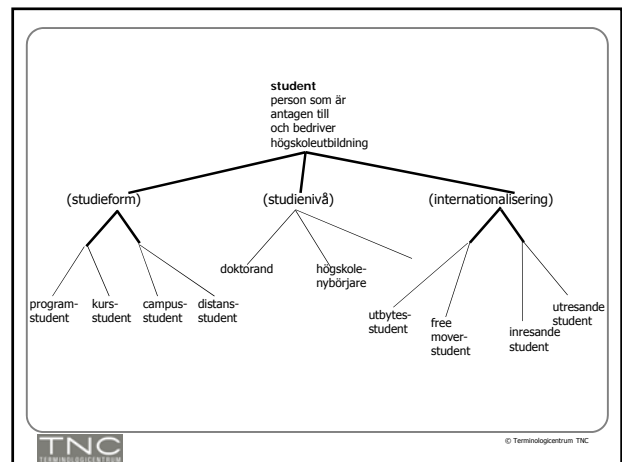 student
person som är
antagen till
och bedriver
högskoleutbildning
(studieform)
(studienivå)
(internationalisering)
doktorand
högskole-
nybörjare
program-
student
kurs-
student
campus-
student
distans-
student
utbytes-
student
free
mover-
student
inresande
student
utresande
student
TNC
TERMINOLOGICENTRUM
© Terminologicentrum TNC